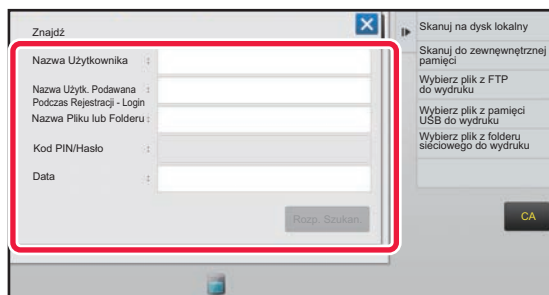 Znajdź
Nazwa Użytkownika :
Nazwa Użytk. Podawana :
Podczas Rejestracji - Login
Nazwa Pliku lub Folderu :
Kod PIN/Hasło :
Data :
Rozp. Szukan.
Skanuj na dysk lokalny
Skanuj do zewnęwnętrznej
pamięci
Wybierz plik z FTP
do wydruku
Wybierz plik z pamięci
USB do wydruku
Wybierz plik z folderu
sieciowego do wydruku
CA